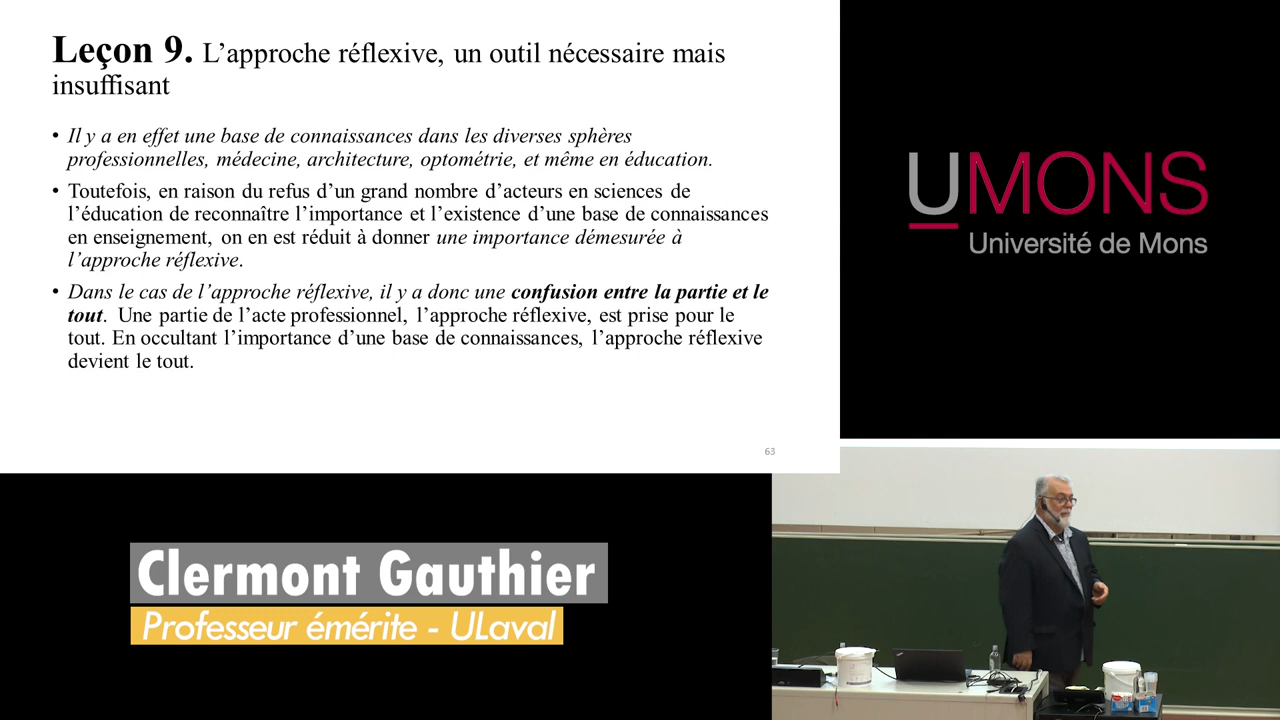 Leçon 9. L’approche réflexive, un outil nécessaire mais
insuffisant
• Il y a en effet une base de connaissances dans les diverses sphères
professionnelles, médecine, architecture, optométrie, et même en éducation.
• Toutefois, en raison du refus d’un grand nombre d’acteurs en sciences de
l’éducation de reconnaître l’importance et l’existence d’une base de connaissances
en enseignement, on en est réduit à donner une importance démesurée à
l’approche réflexive.
• Dans le cas de l’approche réflexive, il y a donc une confusion entre la partie et le
tout. Une partie de l’acte professionnel, l’approche réflexive, est prise pour le
tout. En occultant l’importance d’une base de connaissances, l’approche réflexive
devient le tout.
63
UMONS
Université de Mons
Clermont Gauthier
Professeur émérite - ULaval